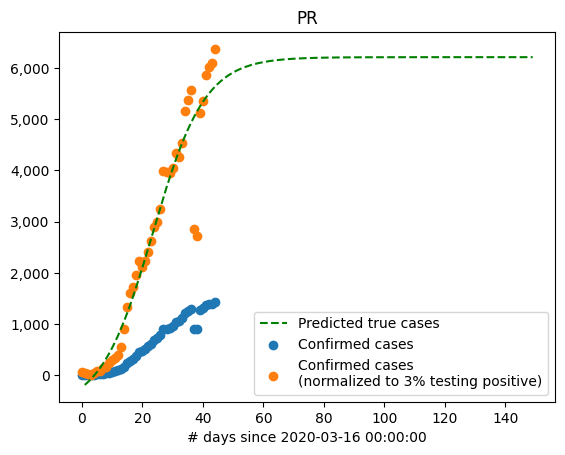 PR
6,000
5,000
4,000
3,000
2,000
1,000
0
Predicted true cases
Confirmed cases
Confirmed cases
(normalized to 3% testing positive)
0 20 40 60 80 100 120 140
# days since 2020-03-16 00:00:00